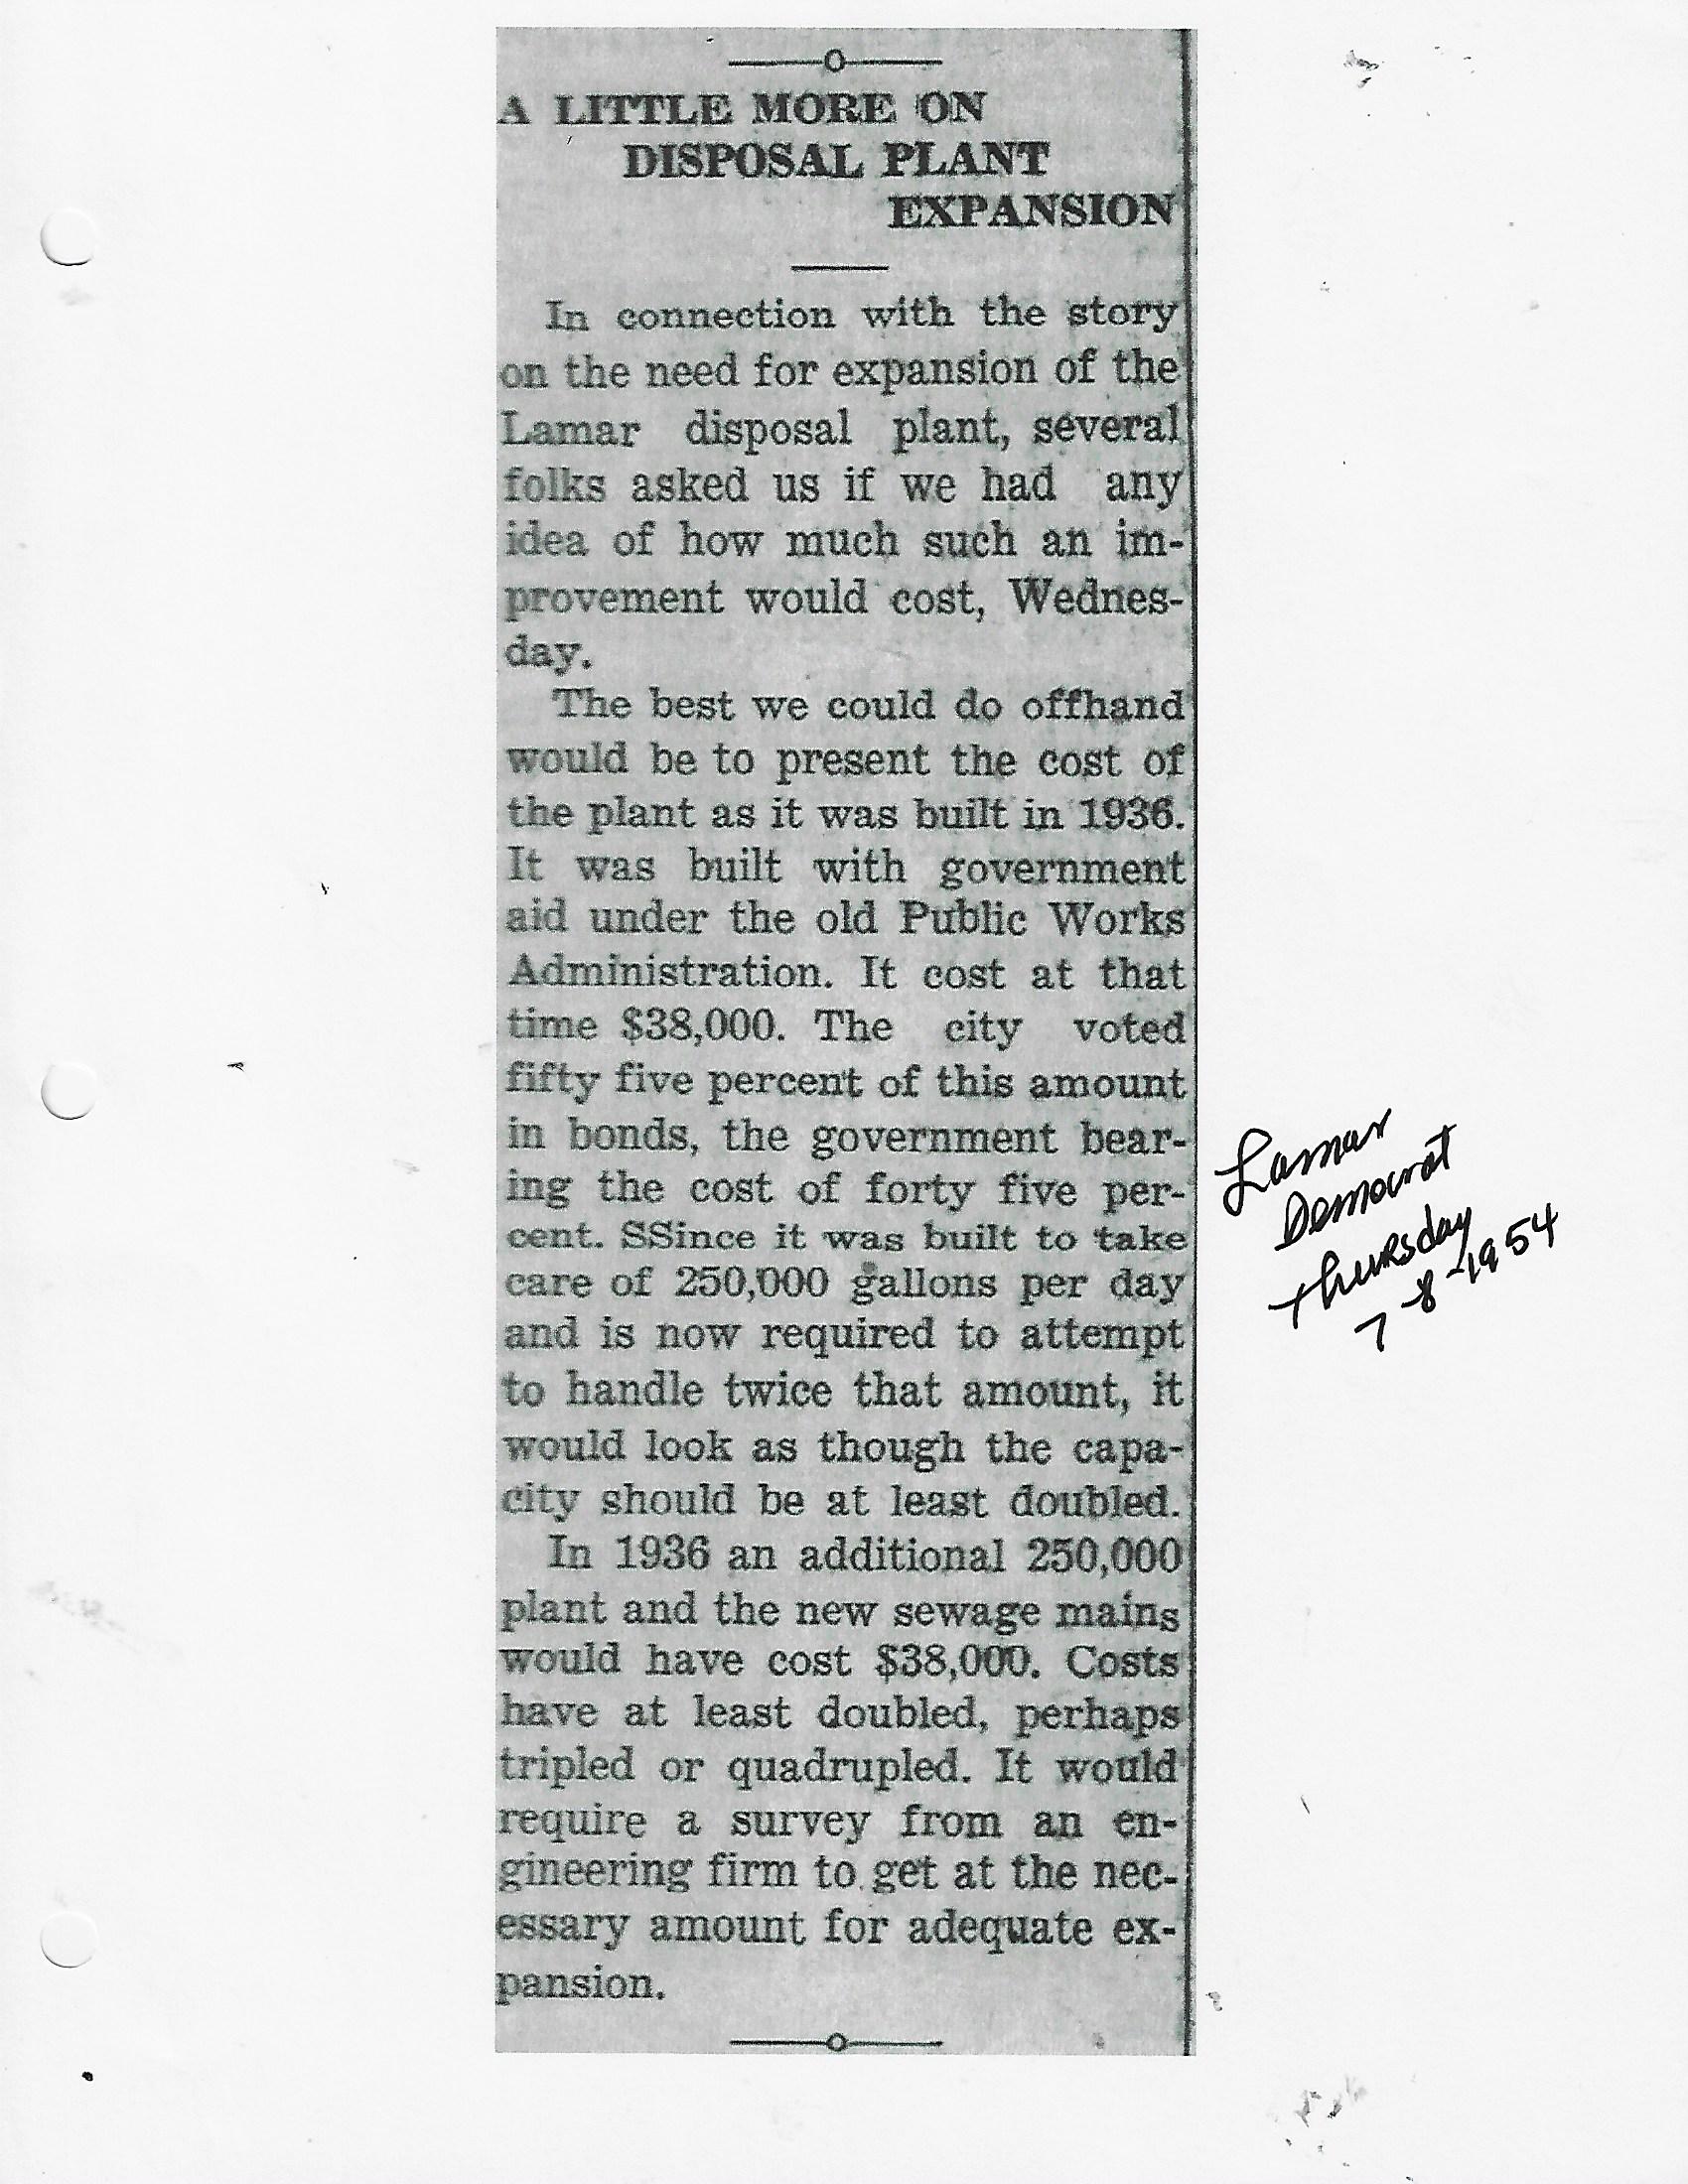 A LITTLE MORE ON
DISPOSAL PLANT
EXPANSION
In connection with the story
on the need for expansion of the
Lamar disposal plant, several
folks asked us if we had any
idea of how much such an im-
provement would cost, Wednes-
day.
The best we could do offhand
would be to present the cost of
the plant as it was built in 1936.
It was built with government
aid under the old Public Works
Administration. It cost at that
time $38,000. The city voted
fifty five percent of this amount
in bonds, the government bear-
ing the cost of forty five per-
cent. SSince it was built to take
care of 250,000 gallons per day
and is now required to attempt
to handle twice that amount, it
would look as though the capa-
city should be at least doubled.
In 1936 an additional 250,000
plant and the new sewage mains
would have cost $38,000. Costs
have at least doubled, perhaps
tripled or quadrupled. It would
require a survey from an en-
gineering firm to get at the nec-
essary amount for adequate ex-
pansion.
Lamar
Democrat
Thursday
7-8-1954